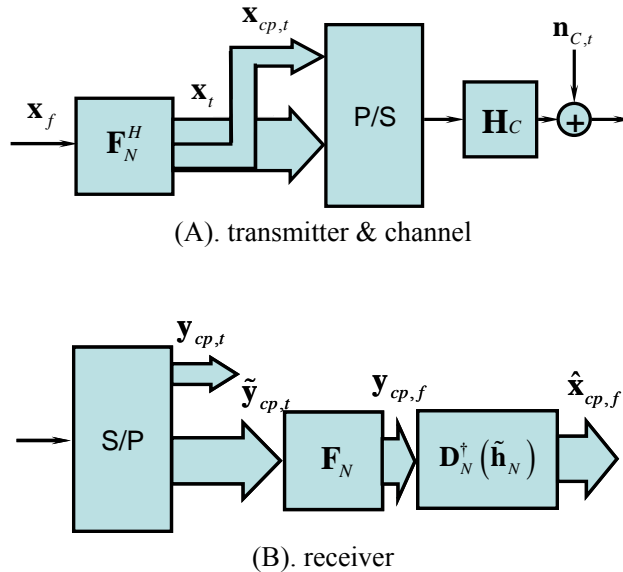 𝐱_{cp,t}
𝐧_{C,t}
𝐱_f
𝐱_t
𝐅_N^H
P/S
𝐇_C
+
(A). transmitter & channel
𝐲_{cp,t}
𝐲̃_{cp,t}
𝐲_{cp,f}
𝐱̂_{cp,f}
S/P
𝐅_N
𝐃_N^†(𝐡̃_N)
(B). receiver